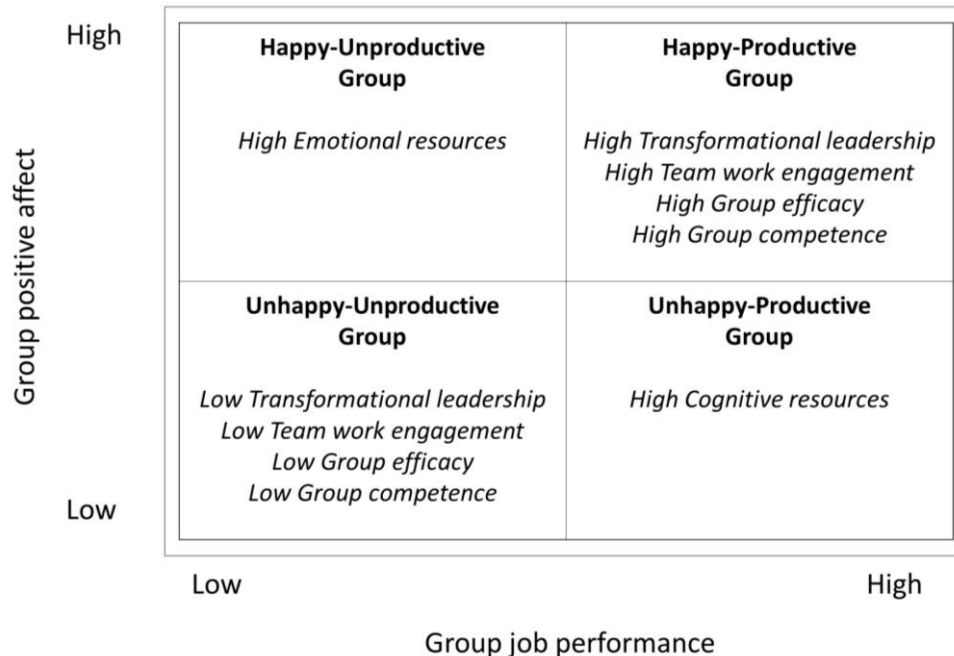 High
Happy-Unproductive
Group
High Emotional resources
Happy-Productive
Group
High Transformational leadership
High Team work engagement
High Group efficacy
High Group competence
Group positive affect
Unhappy-Unproductive
Group
Low Transformational leadership
Low Team work engagement
Low Group efficacy
Low Group competence
Unhappy-Productive
Group
High Cognitive resources
Low
Low
High
Group job performance